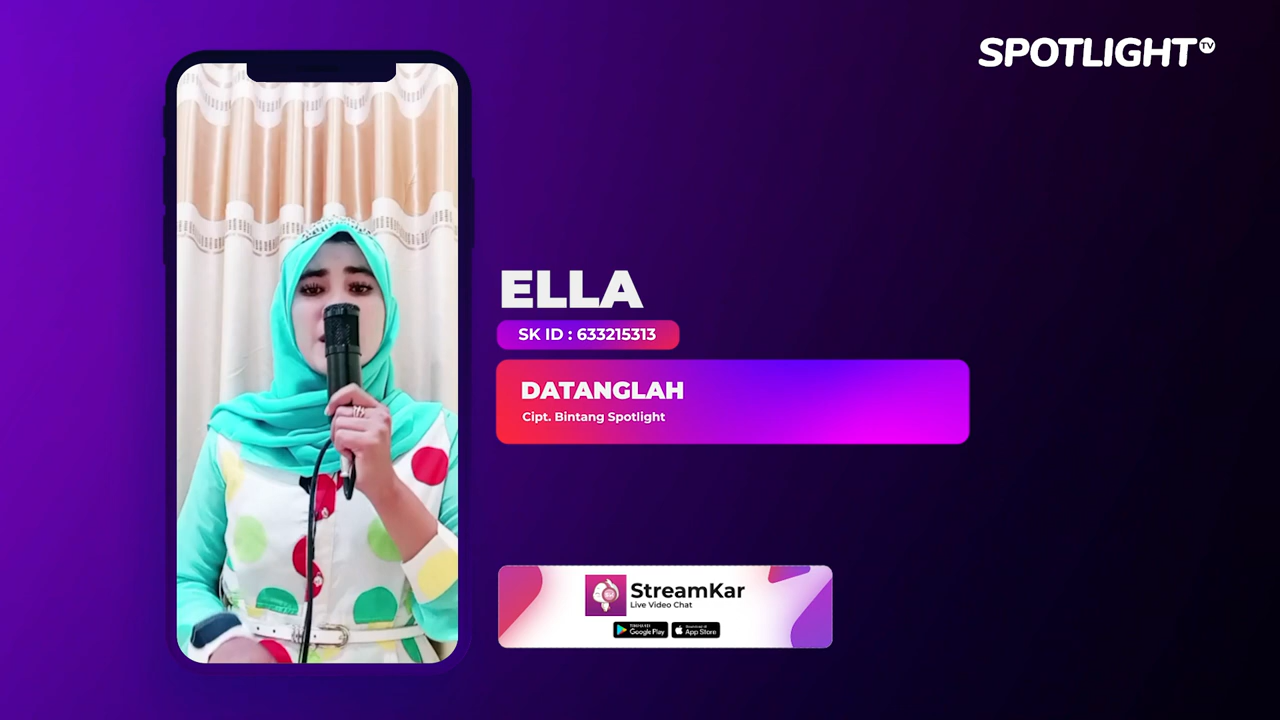 SPOTLIGHT TV
ELLA
SK ID : 633215313
DATANGLAH
Cipt. Bintang Spotlight
StreamKar
Live Video Chat
Google Play
App Store